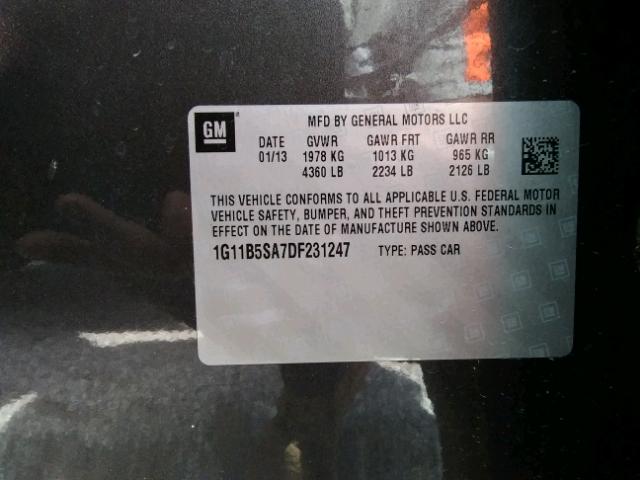 GM
MFD BY GENERAL MOTORS LLC
DATE GVWR GAWR FRT GAWR RR
01/13 1978 KG 1013 KG 965 KG
4360 LB 2234 LB 2126 LB
THIS VEHICLE CONFORMS TO ALL APPLICABLE U.S. FEDERAL MOTOR
VEHICLE SAFETY, BUMPER, AND THEFT PREVENTION STANDARDS IN
EFFECT ON THE DATE OF MANUFACTURE SHOWN ABOVE.
1G11B5SA7DF231247 TYPE: PASS CAR